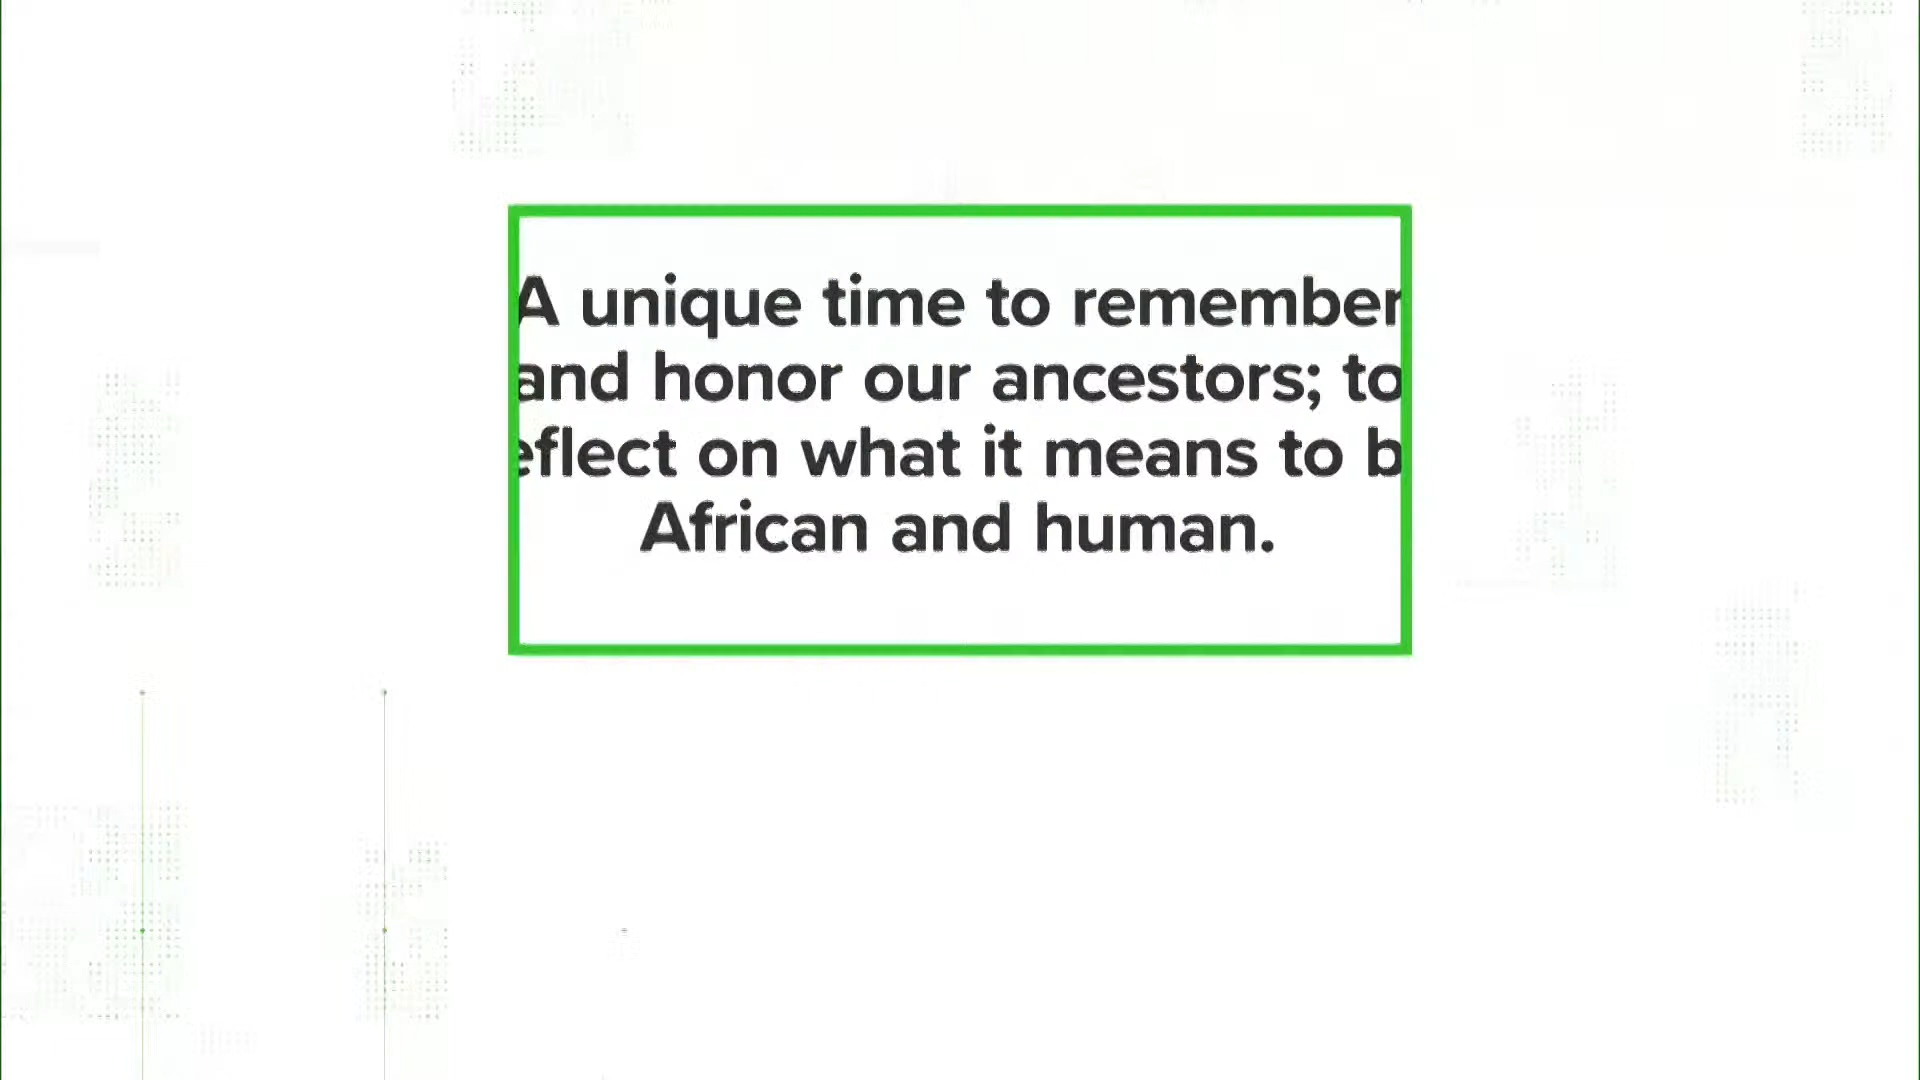 A unique time to remember
and honor our ancestors; to
eflect on what it means to b
African and human.